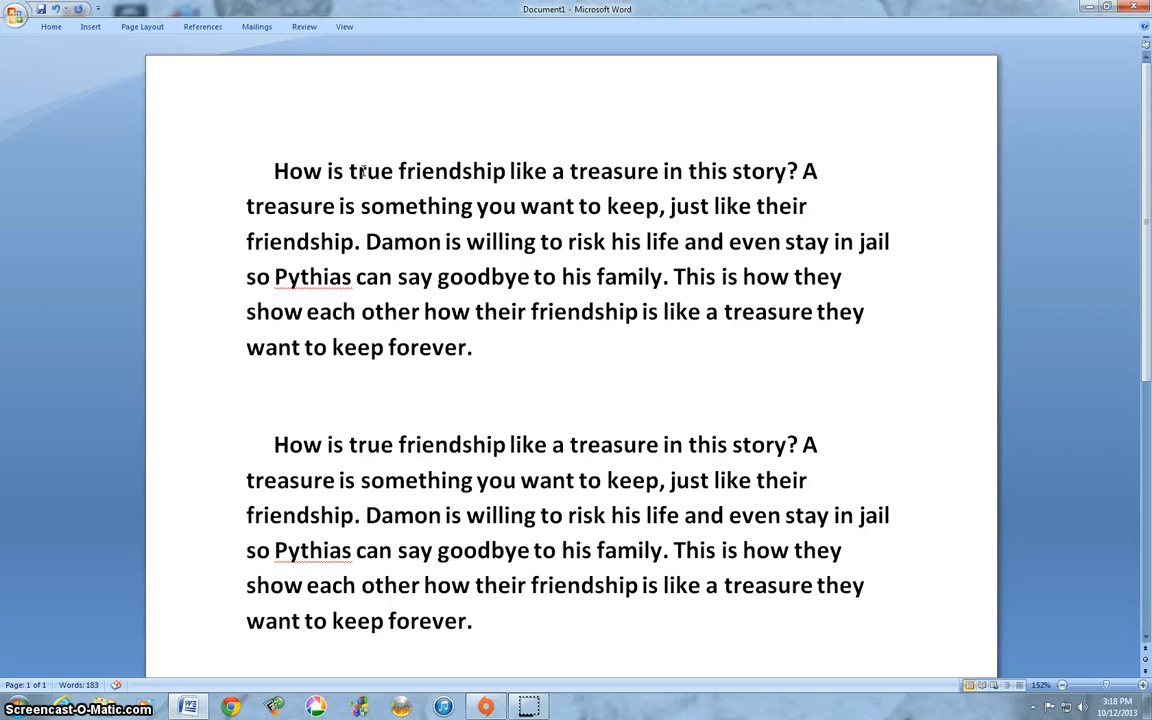 Document1 - Microsoft Word
Home Insert Page Layout References Mailings Review View
How is true friendship like a treasure in this story? A
treasure is something you want to keep, just like their
friendship. Damon is willing to risk his life and even stay in jail
so Pythias can say goodbye to his family. This is how they
show each other how their friendship is like a treasure they
want to keep forever.
How is true friendship like a treasure in this story? A
treasure is something you want to keep, just like their
friendship. Damon is willing to risk his life and even stay in jail
so Pythias can say goodbye to his family. This is how they
show each other how their friendship is like a treasure they
want to keep forever.
Page: 1 of 1 Words: 183 152%
Screencast-O-Matic.com 3:18 PM
10/12/2013